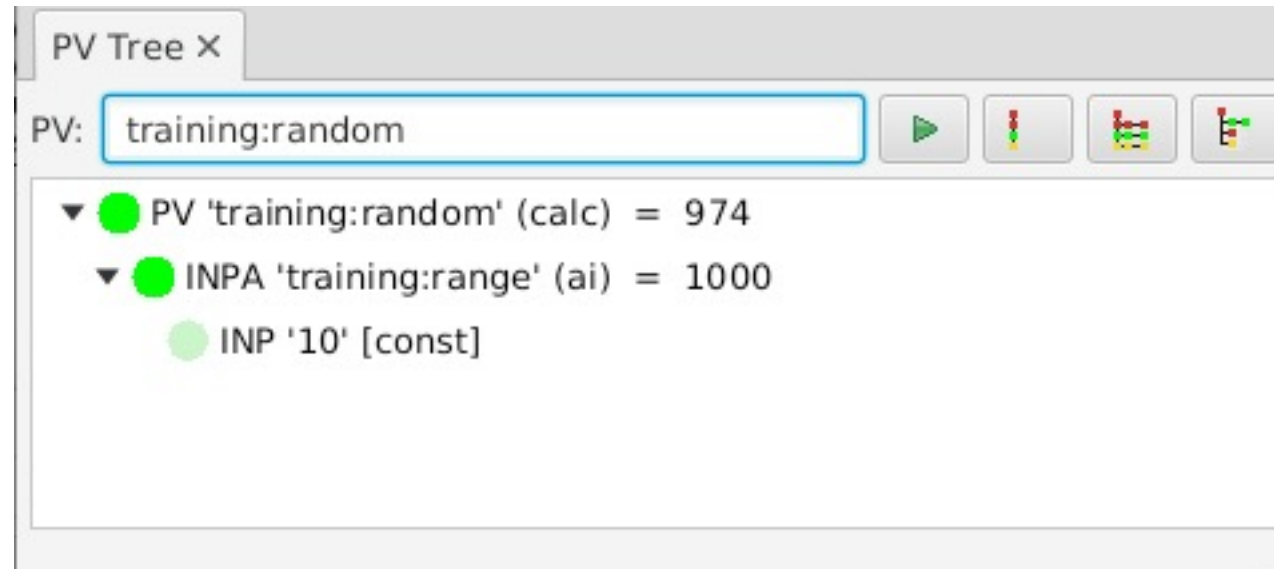 PV Tree ×
PV: training:random
PV 'training:random' (calc) = 974
INPA 'training:range' (ai) = 1000
INP '10' [const]